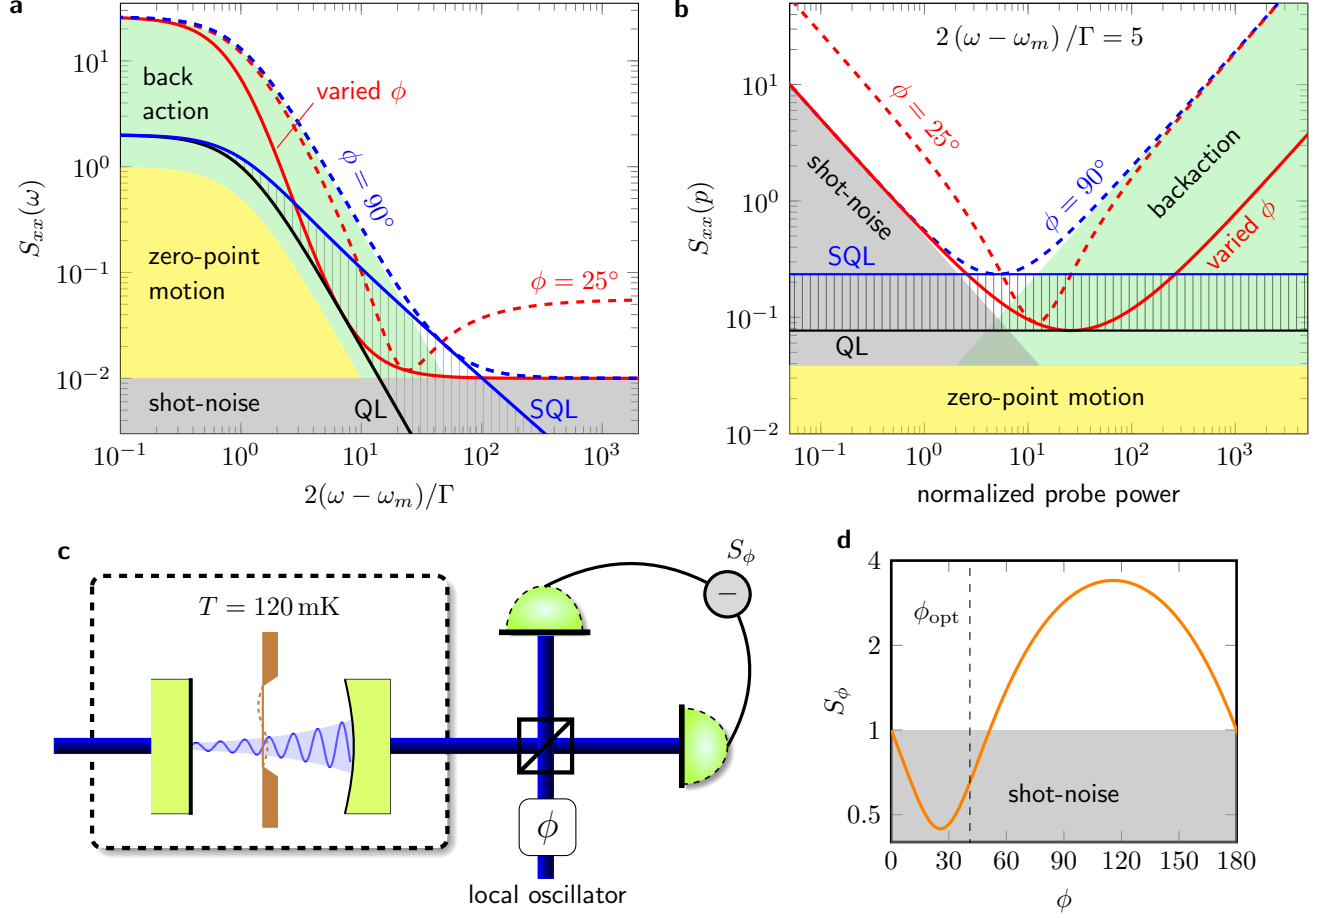 a
10^1
10^0
10^{-1}
10^{-2}
S_{xx}(ω)
back
action
zero-point
motion
shot-noise
varied ϕ
ϕ = 90°
ϕ = 25°
QL
SQL
10^{-1}
10^0
10^1
10^2
10^3
2(ω − ω_m)/Γ
b
2 (ω − ω_m) /Γ = 5
10^1
10^0
10^{-1}
10^{-2}
S_{xx}(p)
ϕ = 25°
ϕ = 90°
shot-noise
backaction
varied ϕ
SQL
QL
zero-point motion
10^{-1}
10^0
10^1
10^2
10^3
normalized probe power
c
T = 120 mK
S_ϕ
−
ϕ
local oscillator
d
4
2
1
0.5
S_ϕ
ϕ_opt
shot-noise
0
30
60
90
120
150
180
ϕ